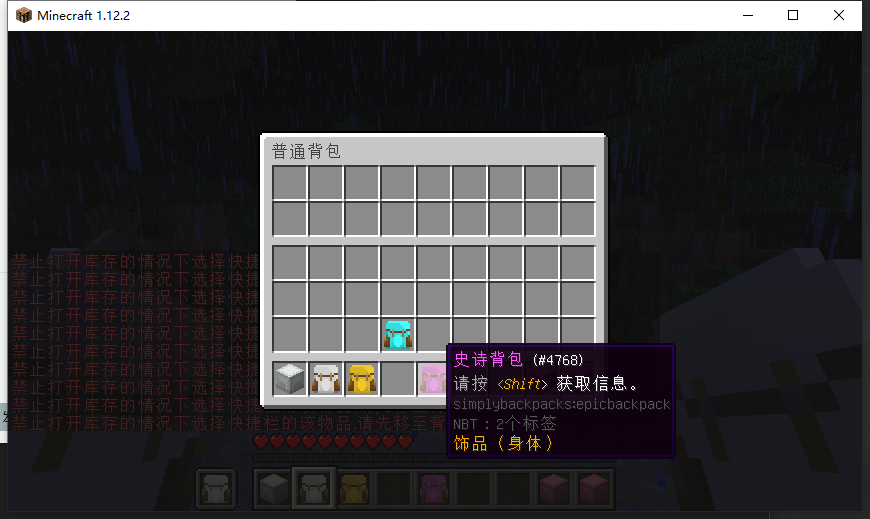 Minecraft 1.12.2
普通背包
禁止打开库存的情况下选择快捷
禁止打开库存的情况下选择快捷
禁止打开库存的情况下选择快捷
禁止打开库存的情况下选择快捷
禁止打开库存的情况下选择快捷
禁止打开库存的情况下选择快捷
禁止打开库存的情况下选择快捷
禁止打开库存的情况下选择快捷
禁止打开库存的情况下选择快捷
禁止打开库存的情况下选择快捷栏的该物品,请先移至背
史诗背包 (#4768)
请按 <Shift> 获取信息。
simplybackpacks:epicbackpack
NBT：2个标签
饰品（身体）